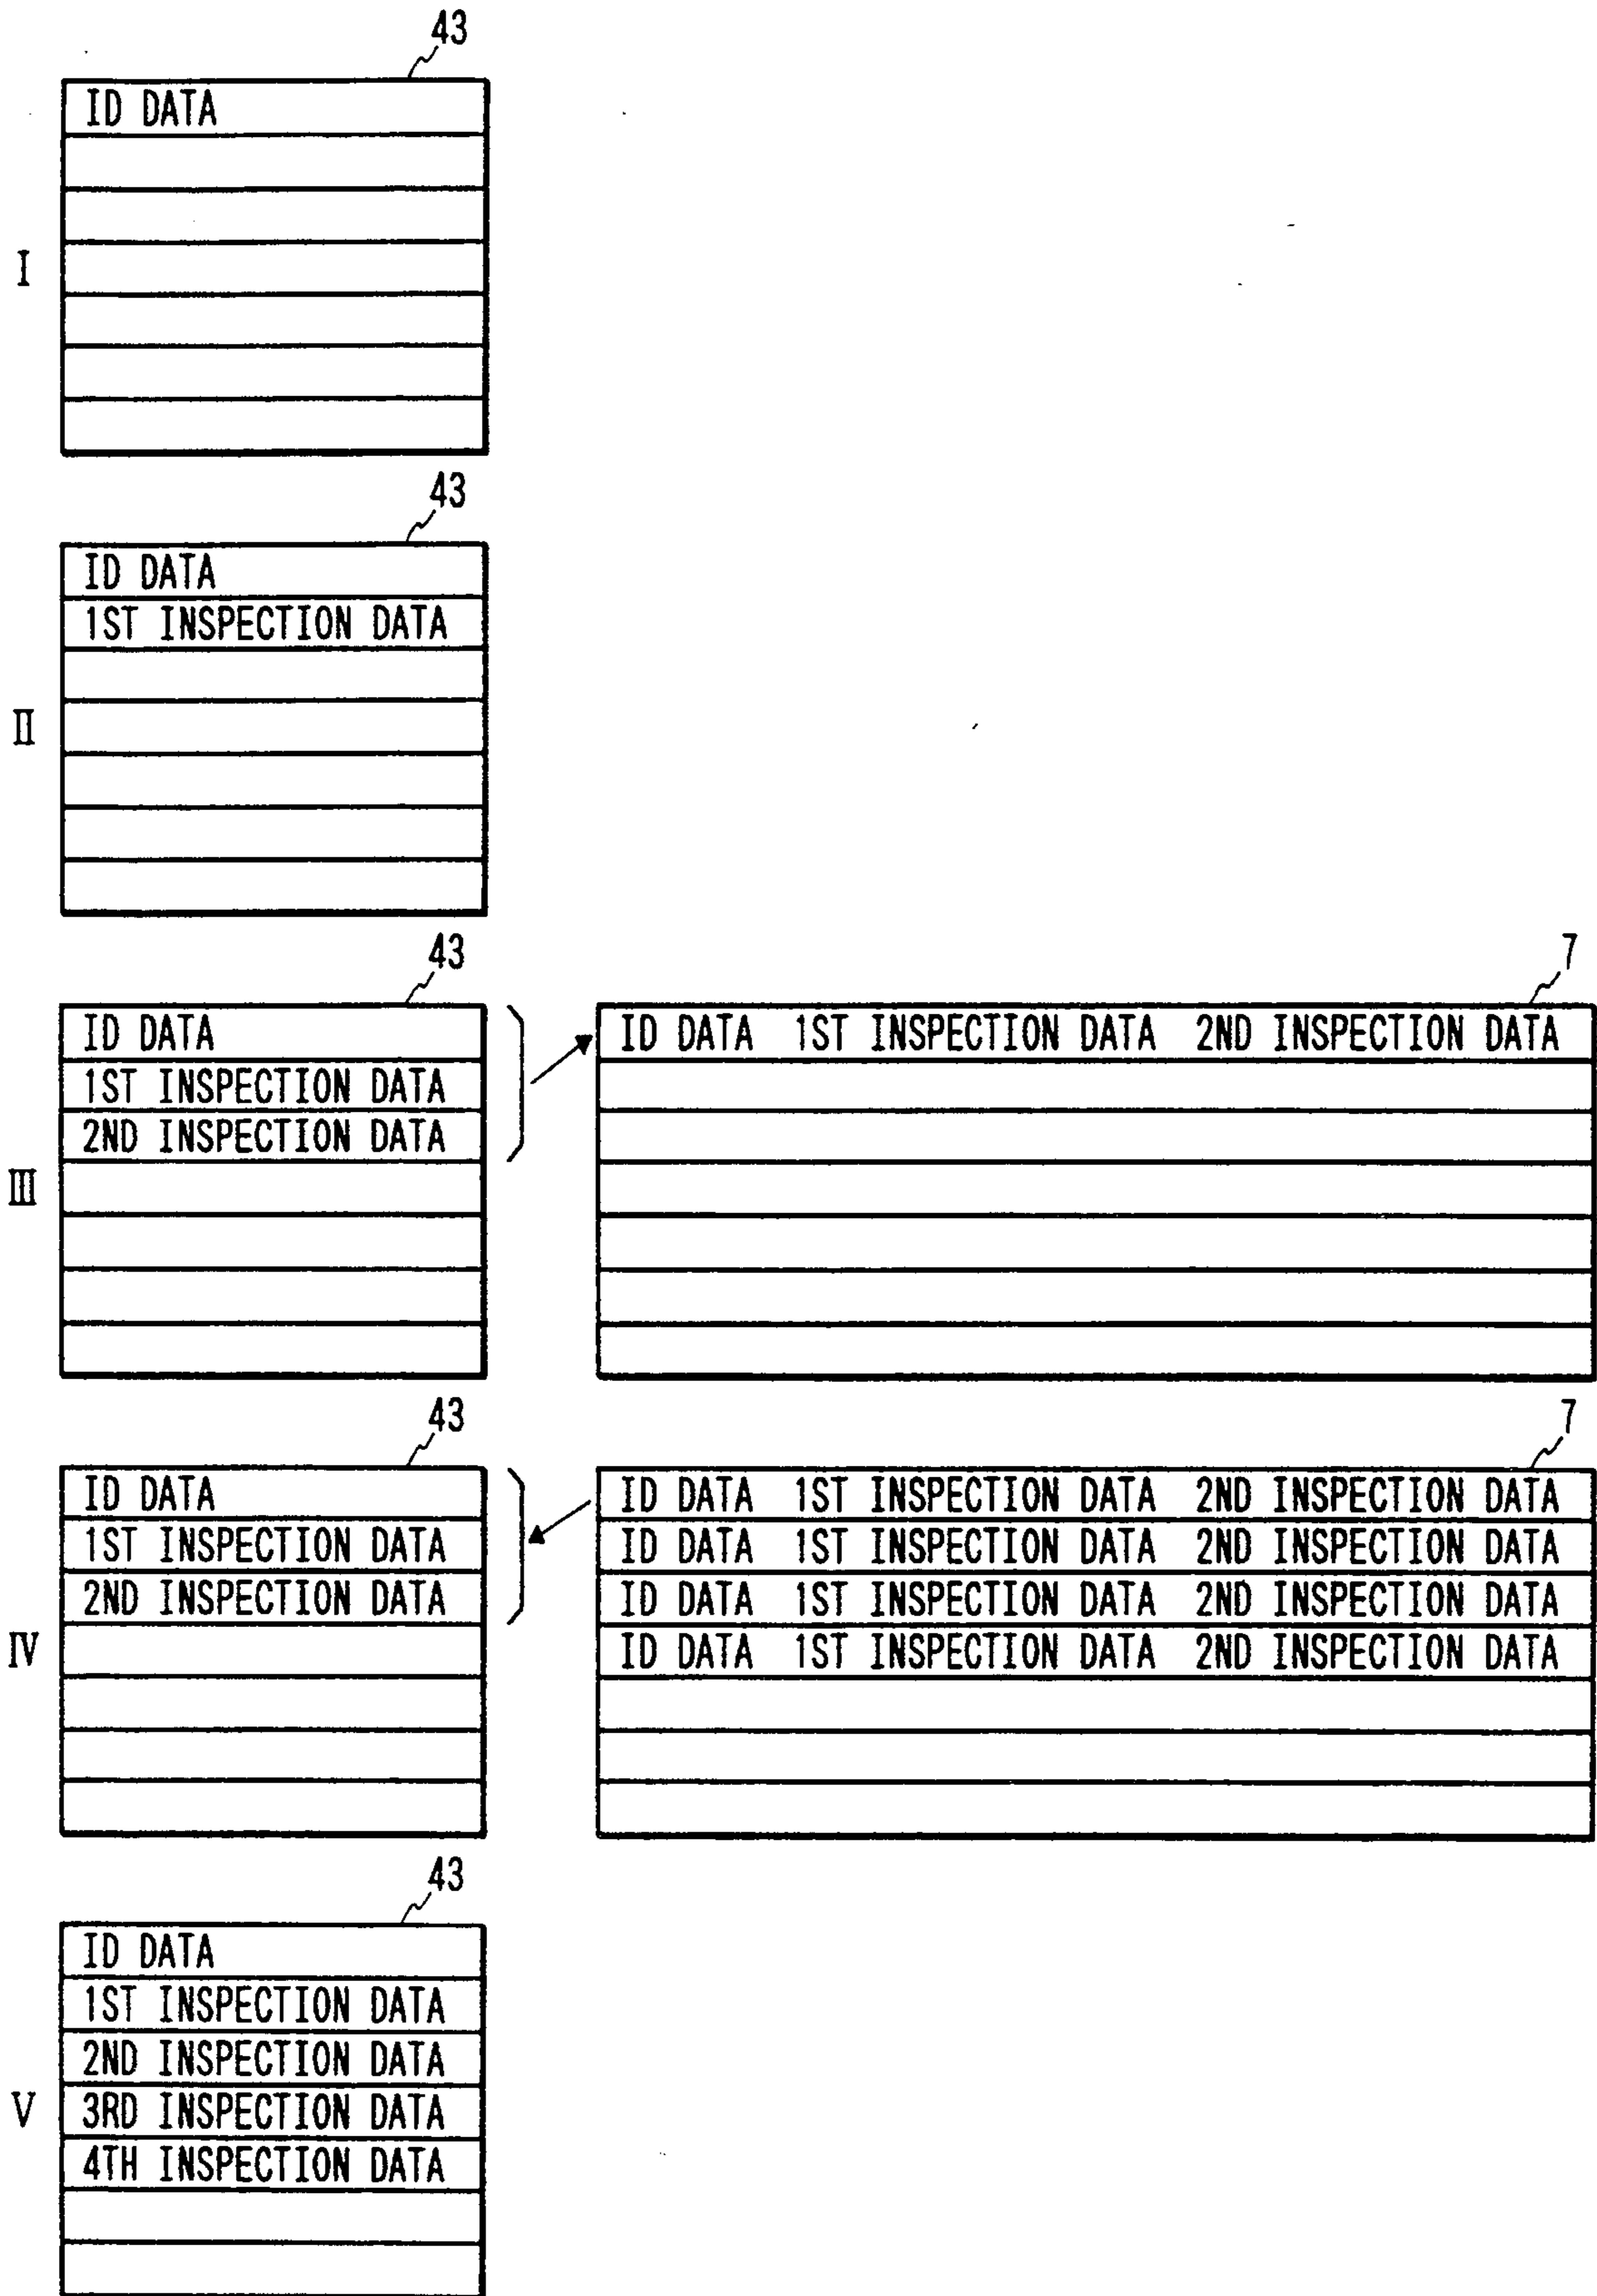 43
ID DATA
I
43
ID DATA
1ST INSPECTION DATA
II
43
ID DATA
1ST INSPECTION DATA
2ND INSPECTION DATA
III
7
ID DATA 1ST INSPECTION DATA 2ND INSPECTION DATA
43
ID DATA
1ST INSPECTION DATA
2ND INSPECTION DATA
IV
7
ID DATA 1ST INSPECTION DATA 2ND INSPECTION DATA
ID DATA 1ST INSPECTION DATA 2ND INSPECTION DATA
ID DATA 1ST INSPECTION DATA 2ND INSPECTION DATA
ID DATA 1ST INSPECTION DATA 2ND INSPECTION DATA
43
ID DATA
1ST INSPECTION DATA
2ND INSPECTION DATA
V
3RD INSPECTION DATA
4TH INSPECTION DATA